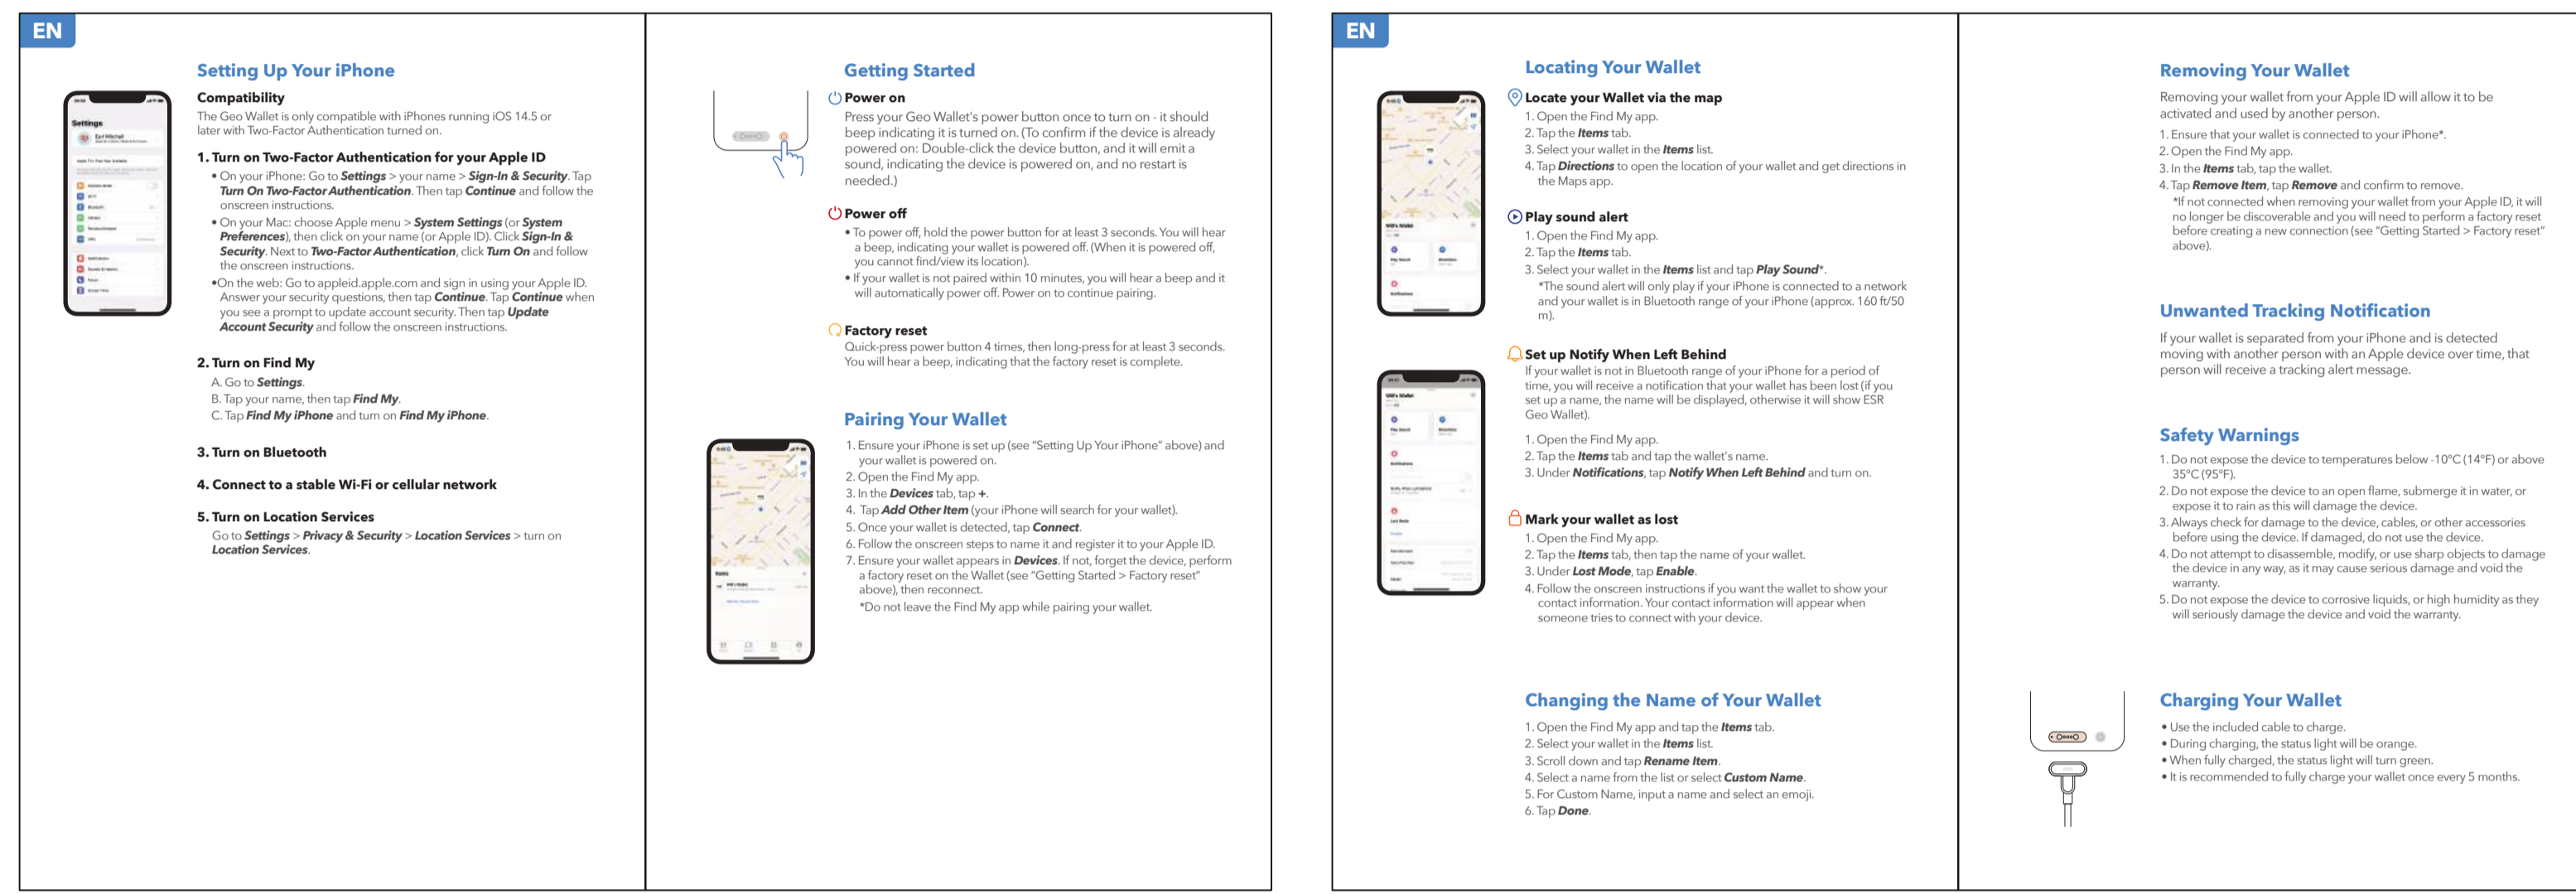 EN
Setting Up Your iPhone
Compatibility
The Geo Wallet is only compatible with iPhones running iOS 14.5 or
later with Two-Factor Authentication turned on.
1. Turn on Two-Factor Authentication for your Apple ID
• On your iPhone: Go to Settings > your name > Sign-In & Security. Tap
Turn On Two-Factor Authentication. Then tap Continue and follow the
onscreen instructions.
• On your Mac: choose Apple menu > System Settings (or System
Preferences), then click on your name (or Apple ID). Click Sign-In &
Security. Next to Two-Factor Authentication, click Turn On and follow
the onscreen instructions.
•On the web: Go to appleid.apple.com and sign in using your Apple ID.
Answer your security questions, then tap Continue. Tap Continue when
you see a prompt to update account security. Then tap Update
Account Security and follow the onscreen instructions.
2. Turn on Find My
A. Go to Settings.
B. Tap your name, then tap Find My.
C. Tap Find My iPhone and turn on Find My iPhone.
3. Turn on Bluetooth
4. Connect to a stable Wi-Fi or cellular network
5. Turn on Location Services
Go to Settings > Privacy & Security > Location Services > turn on
Location Services.
Settings
Getting Started
Power on
Press your Geo Wallet's power button once to turn on - it should
beep indicating it is turned on. (To confirm if the device is already
powered on: Double-click the device button, and it will emit a
sound, indicating the device is powered on, and no restart is
needed.)
Power off
• To power off, hold the power button for at least 3 seconds. You will hear
a beep, indicating your wallet is powered off. (When it is powered off,
you cannot find/view its location).
• If your wallet is not paired within 10 minutes, you will hear a beep and it
will automatically power off. Power on to continue pairing.
Factory reset
Quick-press power button 4 times, then long-press for at least 3 seconds.
You will hear a beep, indicating that the factory reset is complete.
Pairing Your Wallet
1. Ensure your iPhone is set up (see "Setting Up Your iPhone" above) and
your wallet is powered on.
2. Open the Find My app.
3. In the Devices tab, tap +.
4. Tap Add Other Item (your iPhone will search for your wallet).
5. Once your wallet is detected, tap Connect.
6. Follow the onscreen steps to name it and register it to your Apple ID.
7. Ensure your wallet appears in Devices. If not, forget the device, perform
a factory reset on the Wallet (see "Getting Started > Factory reset"
above), then reconnect.
*Do not leave the Find My app while pairing your wallet.
EN
Locating Your Wallet
Locate your Wallet via the map
1. Open the Find My app.
2. Tap the Items tab.
3. Select your wallet in the Items list.
4. Tap Directions to open the location of your wallet and get directions in
the Maps app.
Play sound alert
1. Open the Find My app.
2. Tap the Items tab.
3. Select your wallet in the Items list and tap Play Sound*.
*The sound alert will only play if your iPhone is connected to a network
and your wallet is in Bluetooth range of your iPhone (approx. 160 ft/50
m).
Set up Notify When Left Behind
If your wallet is not in Bluetooth range of your iPhone for a period of
time, you will receive a notification that your wallet has been lost (if you
set up a name, the name will be displayed, otherwise it will show ESR
Geo Wallet).
1. Open the Find My app.
2. Tap the Items tab and tap the wallet's name.
3. Under Notifications, tap Notify When Left Behind and turn on.
Mark your wallet as lost
1. Open the Find My app.
2. Tap the Items tab, then tap the name of your wallet.
3. Under Lost Mode, tap Enable.
4. Follow the onscreen instructions if you want the wallet to show your
contact information. Your contact information will appear when
someone tries to connect with your device.
Changing the Name of Your Wallet
1. Open the Find My app and tap the Items tab.
2. Select your wallet in the Items list.
3. Scroll down and tap Rename Item.
4. Select a name from the list or select Custom Name.
5. For Custom Name, input a name and select an emoji.
6. Tap Done.
Removing Your Wallet
Removing your wallet from your Apple ID will allow it to be
activated and used by another person.
1. Ensure that your wallet is connected to your iPhone*.
2. Open the Find My app.
3. In the Items tab, tap the wallet.
4. Tap Remove Item, tap Remove and confirm to remove.
*If not connected when removing your wallet from your Apple ID, it will
no longer be discoverable and you will need to perform a factory reset
before creating a new connection (see "Getting Started > Factory reset"
above).
Unwanted Tracking Notification
If your wallet is separated from your iPhone and is detected
moving with another person with an Apple device over time, that
person will receive a tracking alert message.
Safety Warnings
1. Do not expose the device to temperatures below -10°C (14°F) or above
35°C (95°F).
2. Do not expose the device to an open flame, submerge it in water, or
expose it to rain as this will damage the device.
3. Always check for damage to the device, cables, or other accessories
before using the device. If damaged, do not use the device.
4. Do not attempt to disassemble, modify, or use sharp objects to damage
the device in any way, as it may cause serious damage and void the
warranty.
5. Do not expose the device to corrosive liquids, or high humidity as they
will seriously damage the device and void the warranty.
Charging Your Wallet
• Use the included cable to charge.
• During charging, the status light will be orange.
• When fully charged, the status light will turn green.
• It is recommended to fully charge your wallet once every 5 months.